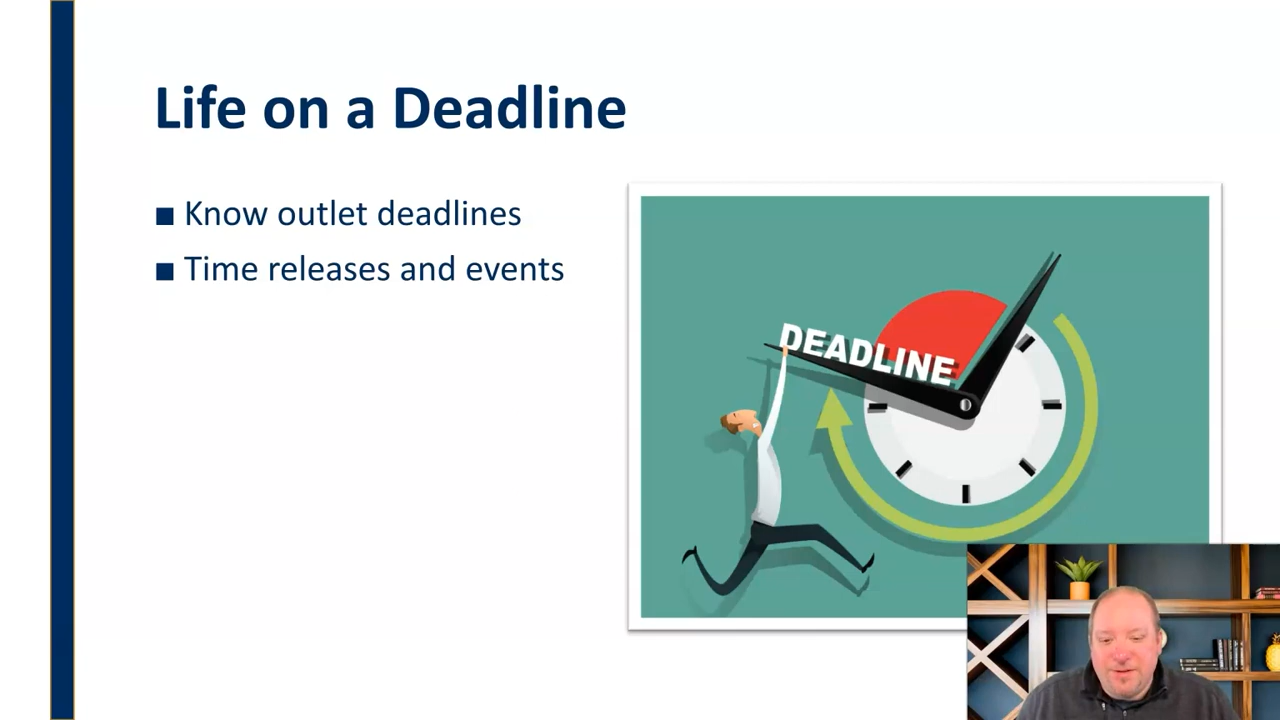 Life on a Deadline
■ Know outlet deadlines
■ Time releases and events
DEADLINE